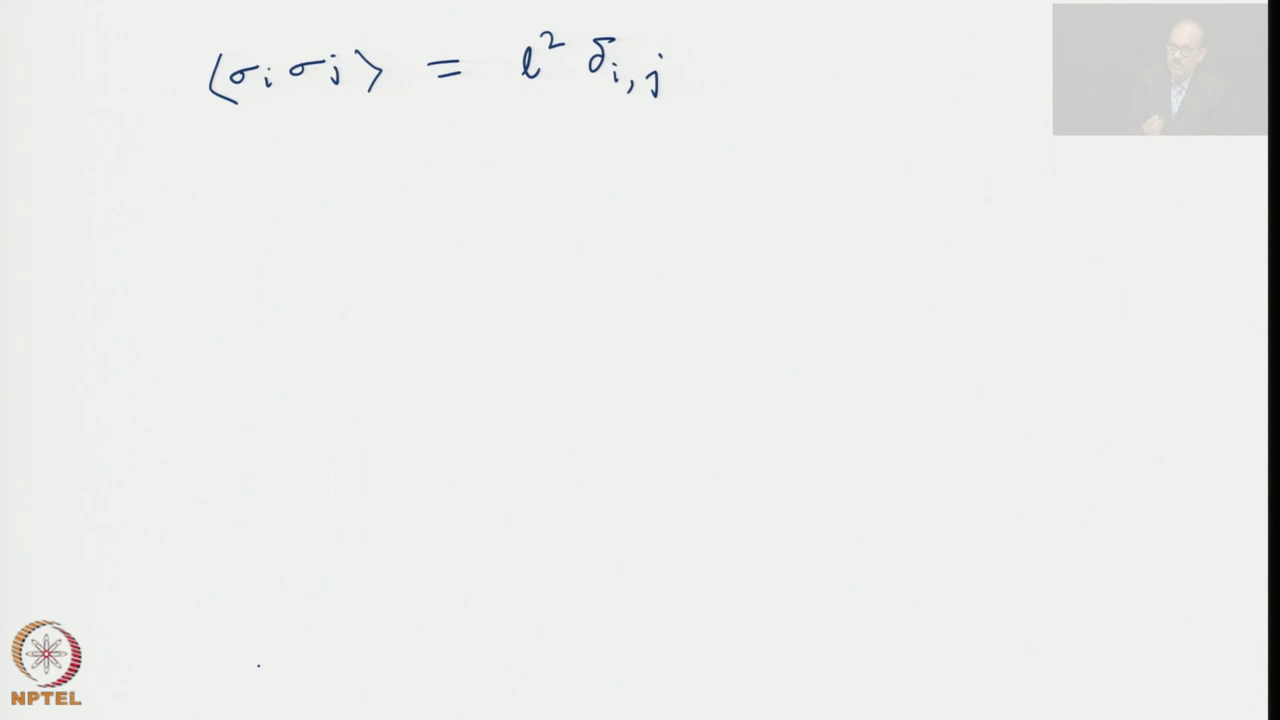 ⟨σi σj⟩ = l² δi,j
NPTEL